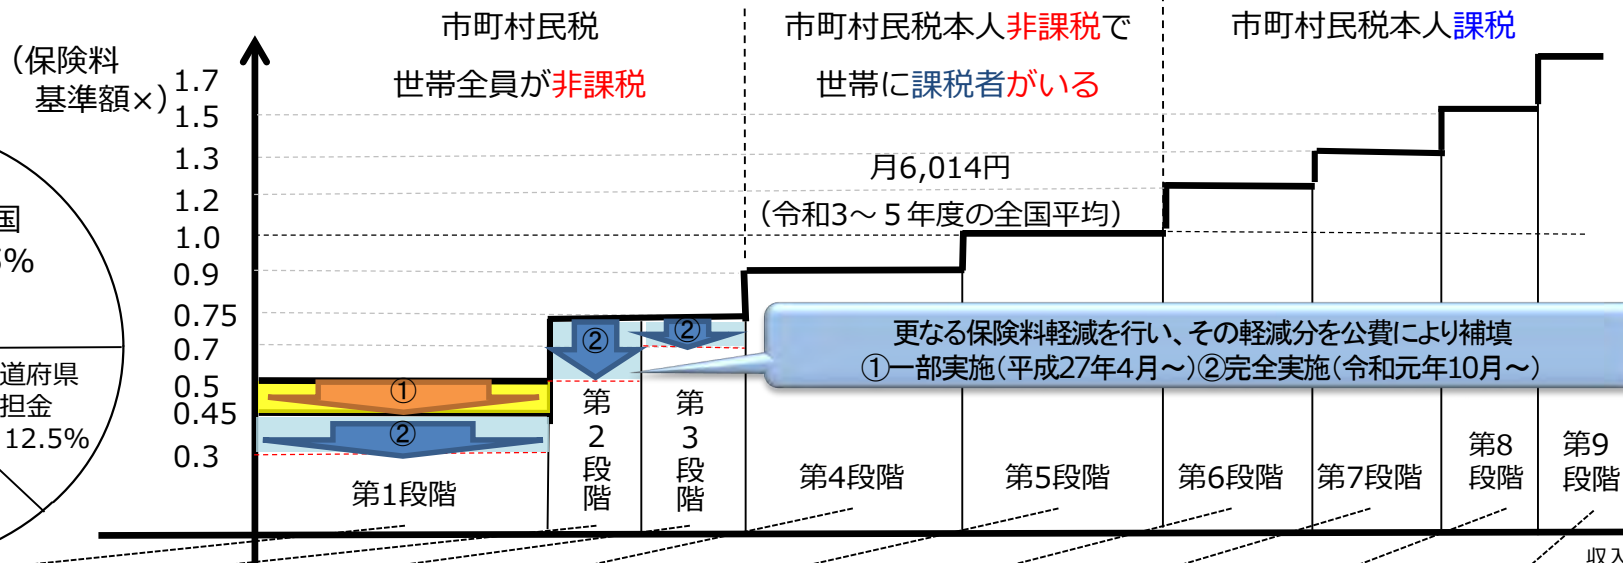 市町村民税
世帯全員が非課税
市町村民税本人非課税で
世帯に課税者がいる
市町村民税本人課税
（保険料
基準額×）
1.7
1.5
1.3
1.2
1.0
0.9
0.75
0.7
0.5
0.45
0.3
月6,014円
（令和3～５年度の全国平均）
更なる保険料軽減を行い、その軽減分を公費により補填
①一部実施（平成27年4月～）②完全実施（令和元年10月～）
①
②
②
②
第1段階
第2段階
第3段階
第4段階
第5段階
第6段階
第7段階
第8
段階
第9
段階
国
%
道府県
担金
12.5%
収入